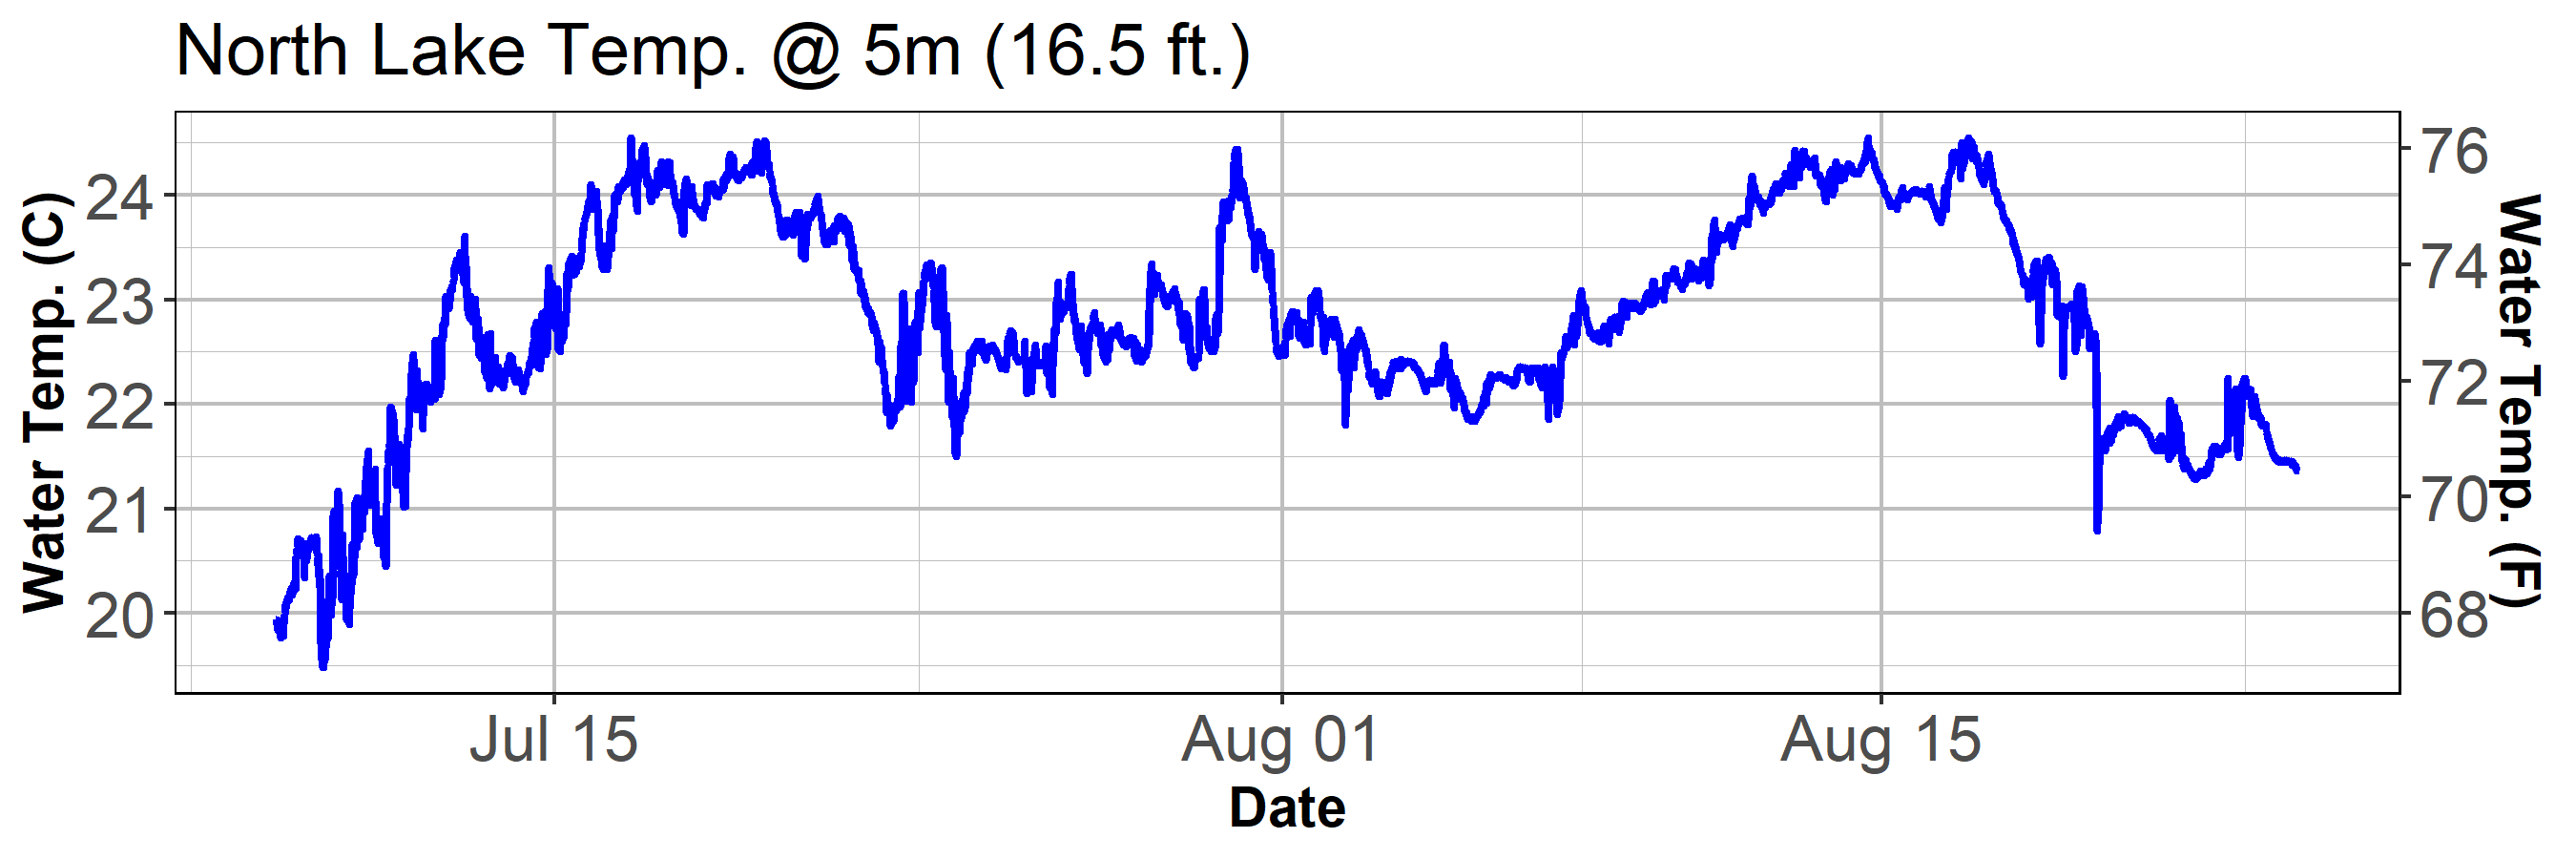 North Lake Temp. @ 5m (16.5 ft.)
Water Temp. (C)
24
23
22
21
20
76
74
72
70
68
Water Temp. (F)
Jul 15
Aug 01
Aug 15
Date